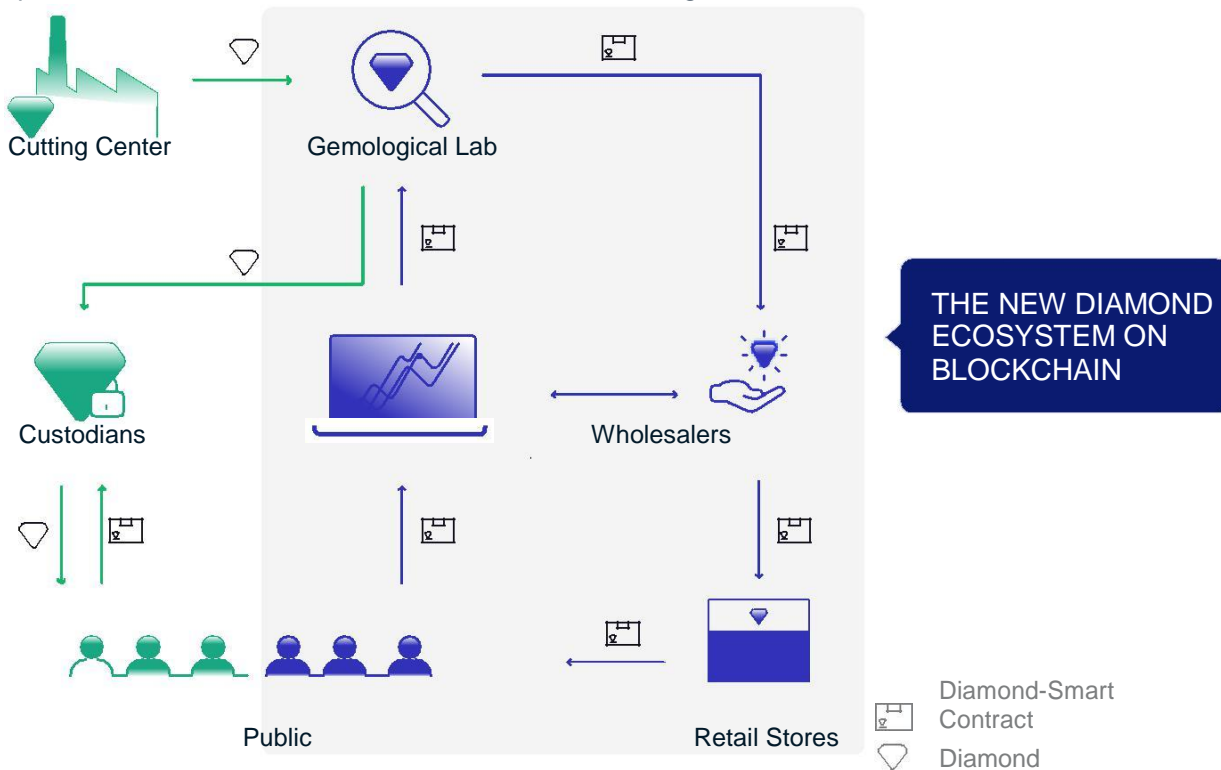 Cutting Center
Gemological Lab
THE NEW DIAMOND
ECOSYSTEM ON
BLOCKCHAIN
Custodians
Wholesalers
Public
Retail Stores
Diamond-Smart
Contract
Diamond